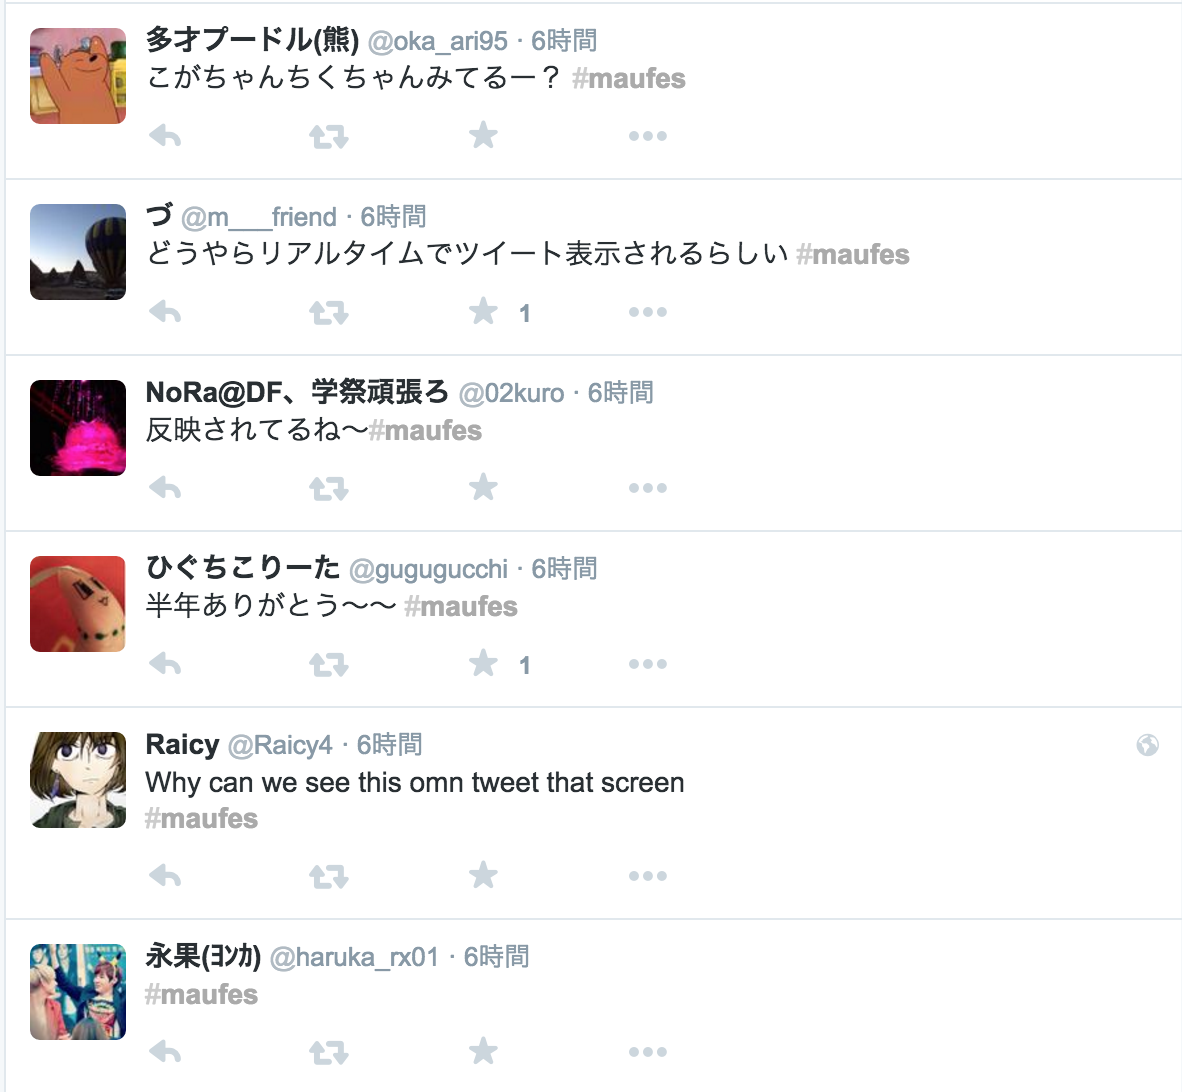 多才プードル(熊) @oka_ari95 · 6時間
こがちゃんちくちゃんみてるー？ #maufes
づ @m___friend · 6時間
どうやらリアルタイムでツイート表示されるらしい #maufes
1
NoRa@DF、学祭頑張ろ @02kuro · 6時間
反映されてるね〜#maufes
ひぐちこりーた @gugugucchi · 6時間
半年ありがとう〜〜 #maufes
1
Raicy @Raicy4 · 6時間
Why can we see this omn tweet that screen
#maufes
永果(ﾖﾝｶ) @haruka_rx01 · 6時間
#maufes